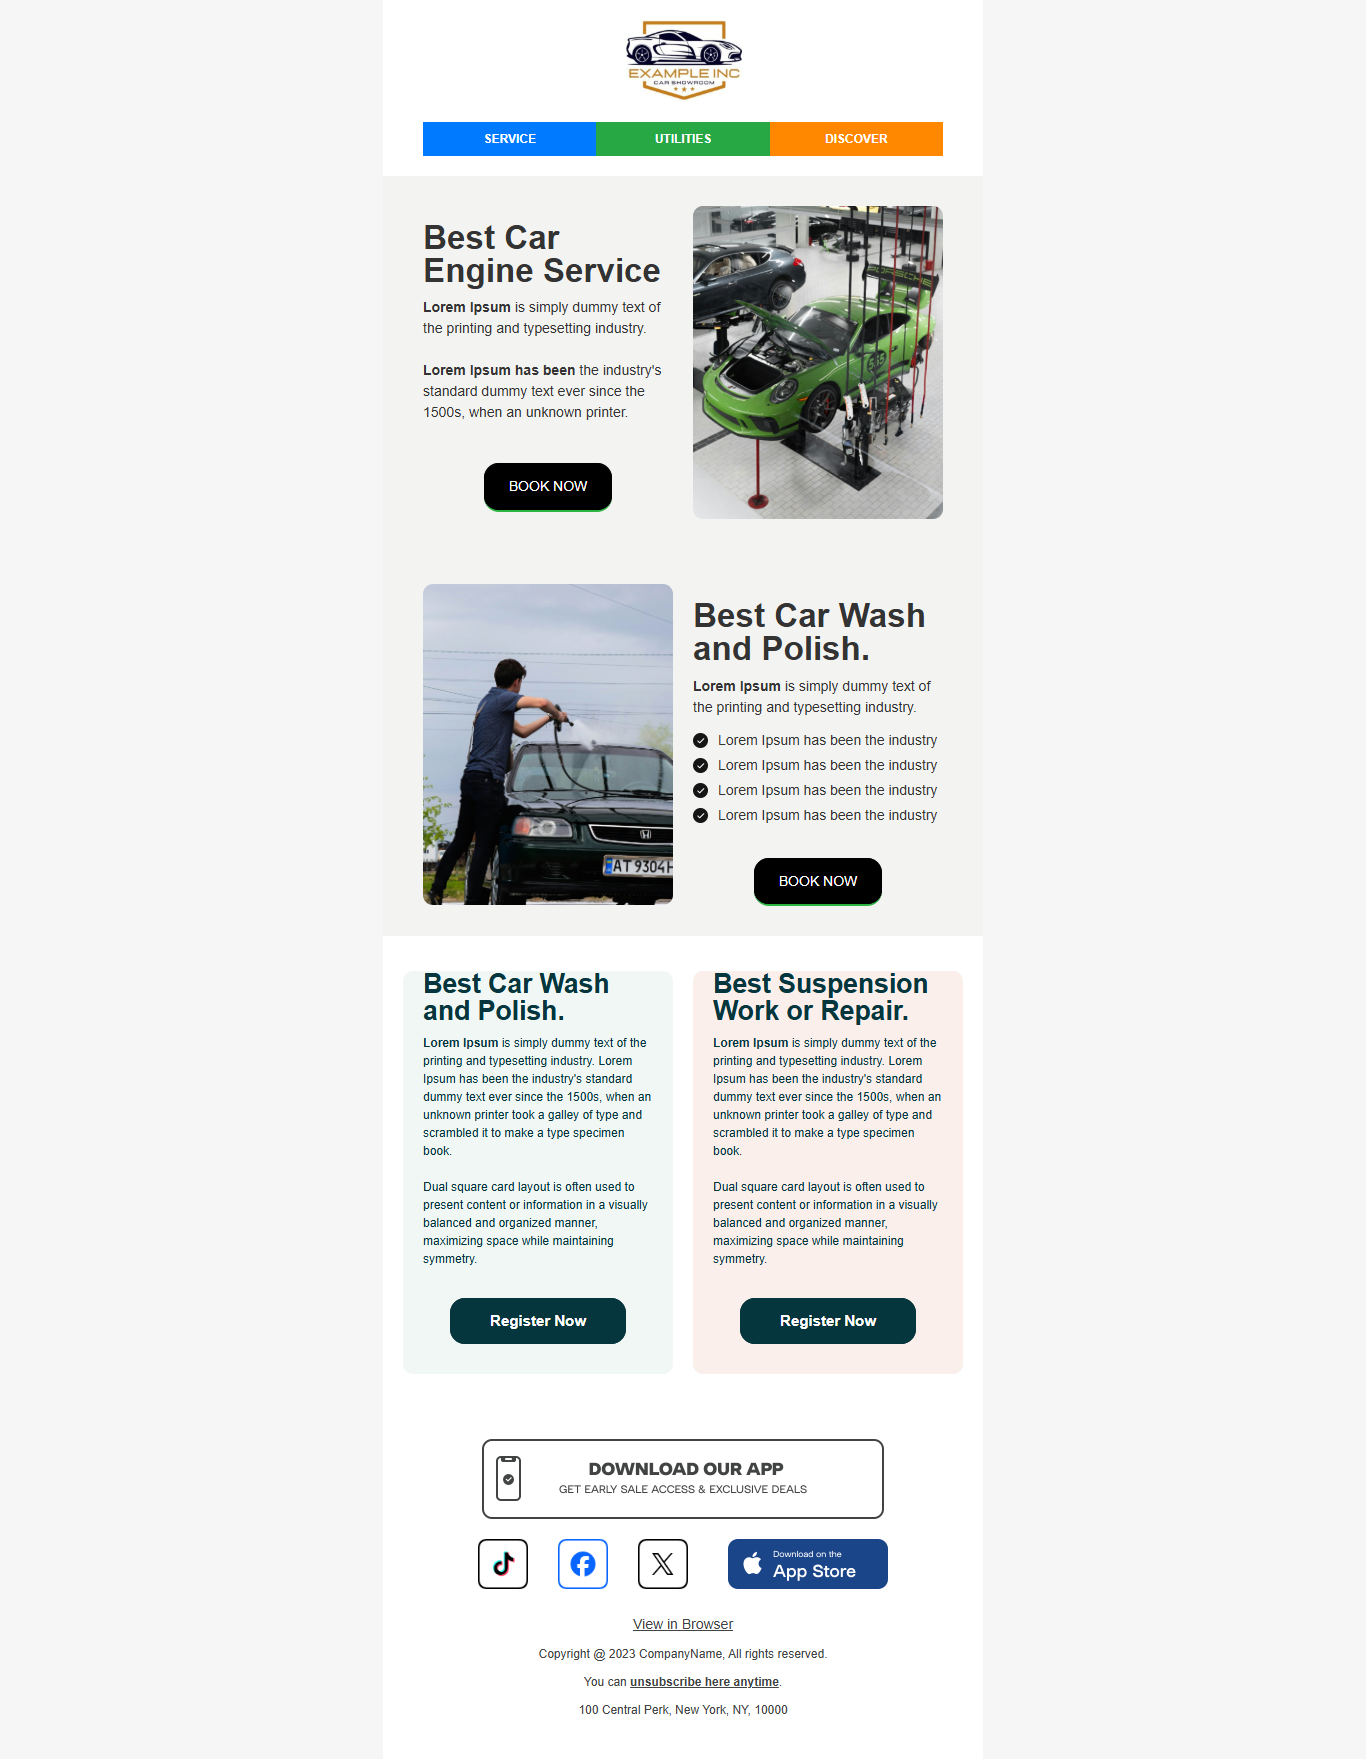 EXAMPLE INC
CAR SHOWROOM
SERVICE
UTILITIES
DISCOVER
Best Car
Engine Service
Lorem Ipsum is simply dummy text of
the printing and typesetting industry.
Lorem Ipsum has been the industry's
standard dummy text ever since the
1500s, when an unknown printer.
BOOK NOW
PORSCHE
Best Car Wash
and Polish.
Lorem Ipsum is simply dummy text of
the printing and typesetting industry.
Lorem Ipsum has been the industry
Lorem Ipsum has been the industry
Lorem Ipsum has been the industry
Lorem Ipsum has been the industry
BOOK NOW
AT 9304
Best Car Wash
and Polish.
Lorem Ipsum is simply dummy text of the
printing and typesetting industry. Lorem
Ipsum has been the industry's standard
dummy text ever since the 1500s, when an
unknown printer took a galley of type and
scrambled it to make a type specimen
book.
Dual square card layout is often used to
present content or information in a visually
balanced and organized manner,
maximizing space while maintaining
symmetry.
Register Now
Best Suspension
Work or Repair.
Lorem Ipsum is simply dummy text of the
printing and typesetting industry. Lorem
Ipsum has been the industry's standard
dummy text ever since the 1500s, when an
unknown printer took a galley of type and
scrambled it to make a type specimen
book.
Dual square card layout is often used to
present content or information in a visually
balanced and organized manner,
maximizing space while maintaining
symmetry.
Register Now
DOWNLOAD OUR APP
GET EARLY SALE ACCESS & EXCLUSIVE DEALS
Download on the
App Store
View in Browser
Copyright @ 2023 CompanyName, All rights reserved.
You can unsubscribe here anytime.
100 Central Perk, New York, NY, 10000